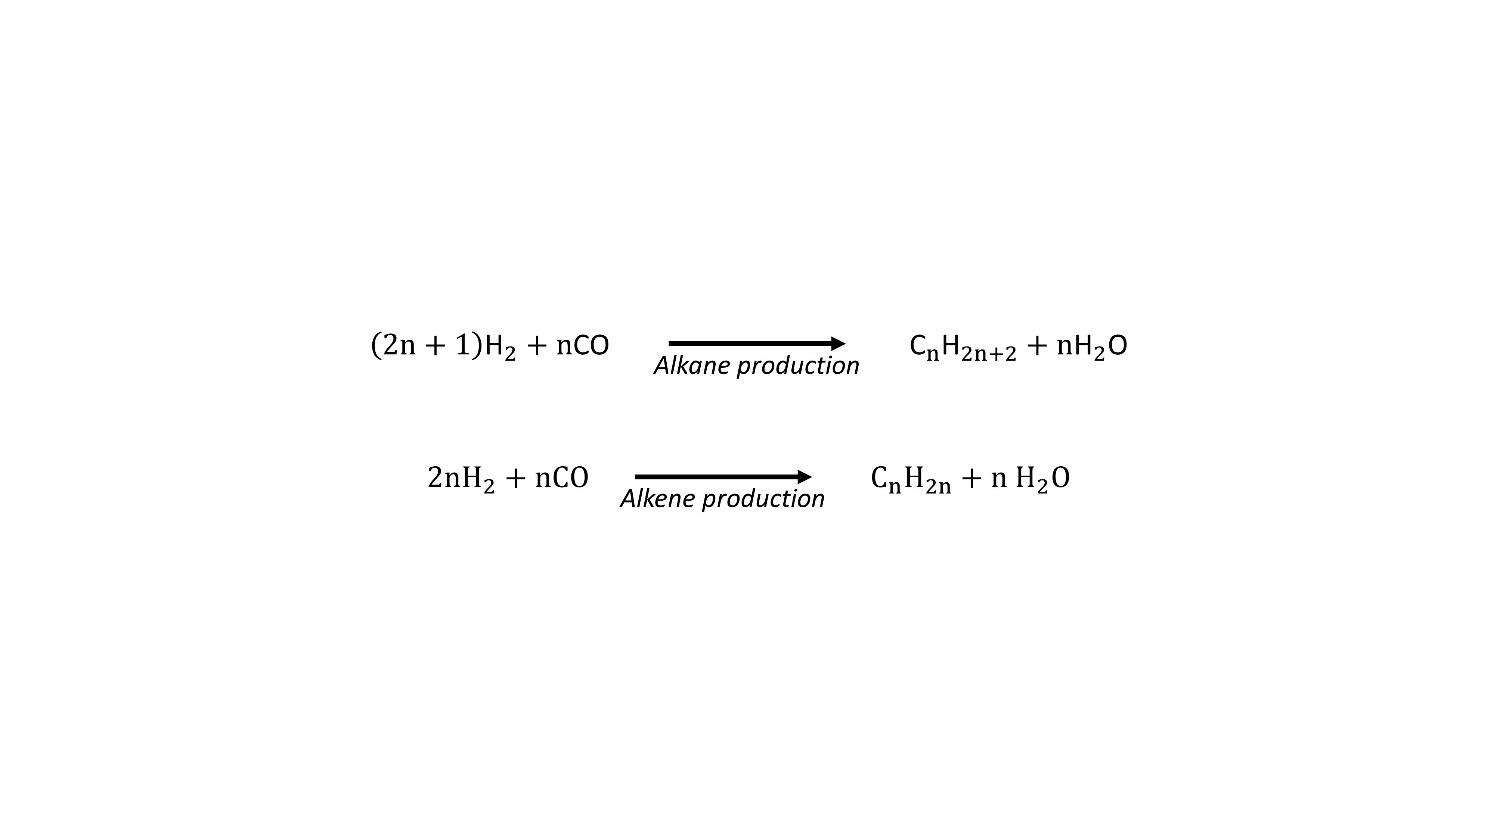 (2n + 1)H₂ + nCO Alkane production CₙH₂ₙ₊₂ + nH₂O
2nH₂ + nCO Alkene production CₙH₂ₙ + n H₂O